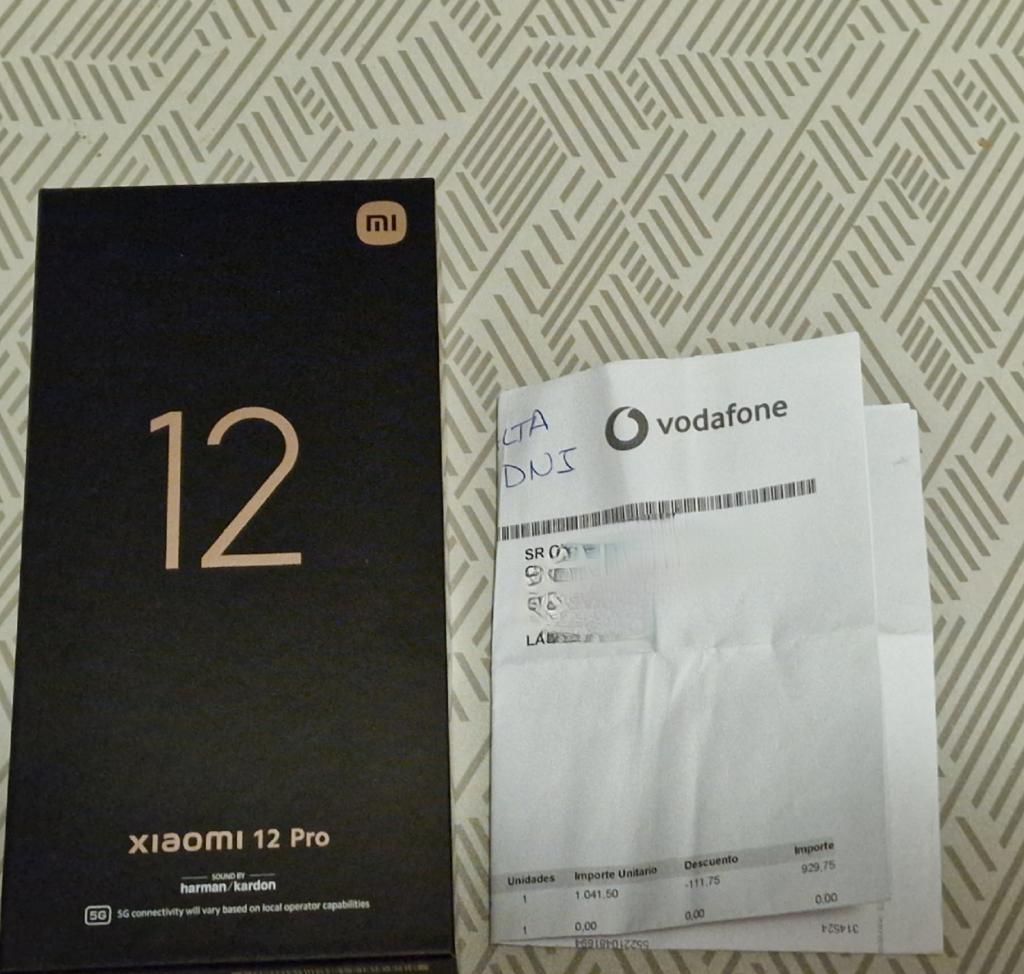 mi
12
xiaomi 12 Pro
SOUND BY
harman/kardon
5G 5G connectivity will vary based on local operator capabilities
LTA
DNI
vodafone
SR
Unidades Importe Unitario Descuento Importe
1 1.041,50 -111,75 929,75
1 0,00 0,00 0,00
314524